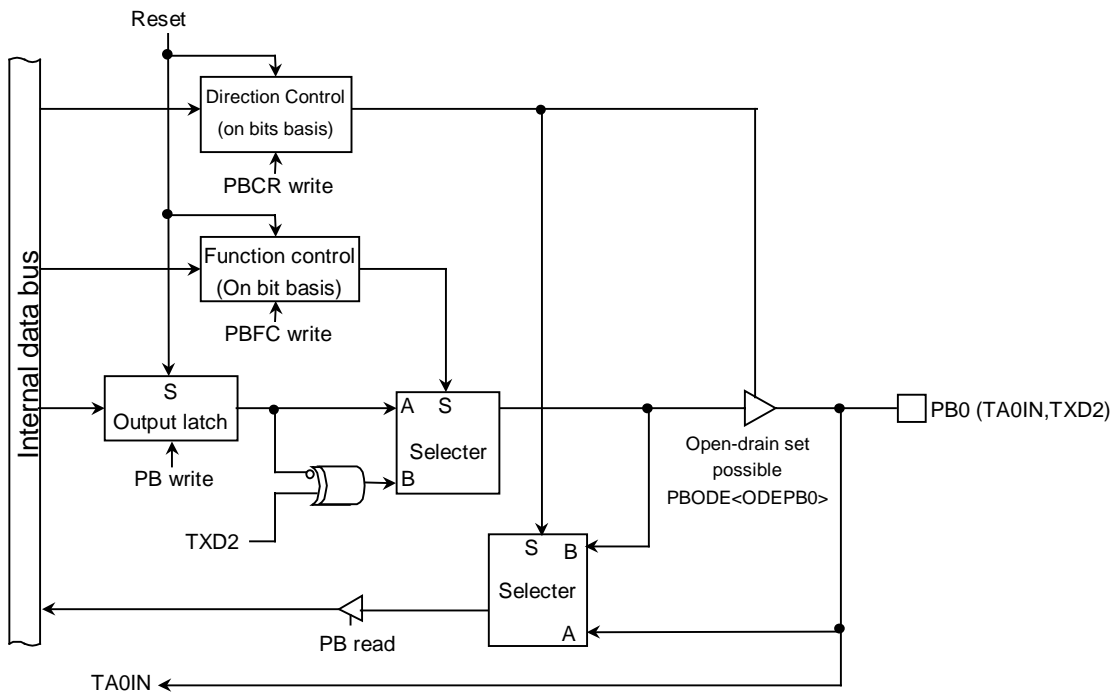 Reset
Direction Control
(on bits basis)
PBCR write
Function control
(On bit basis)
PBFC write
Internal data bus
S
Output latch
PB write
A S
Selecter
B
TXD2
PB0 (TA0IN,TXD2)
Open-drain set
possible
PBODE<ODEPB0>
S B
Selecter
A
PB read
TA0IN